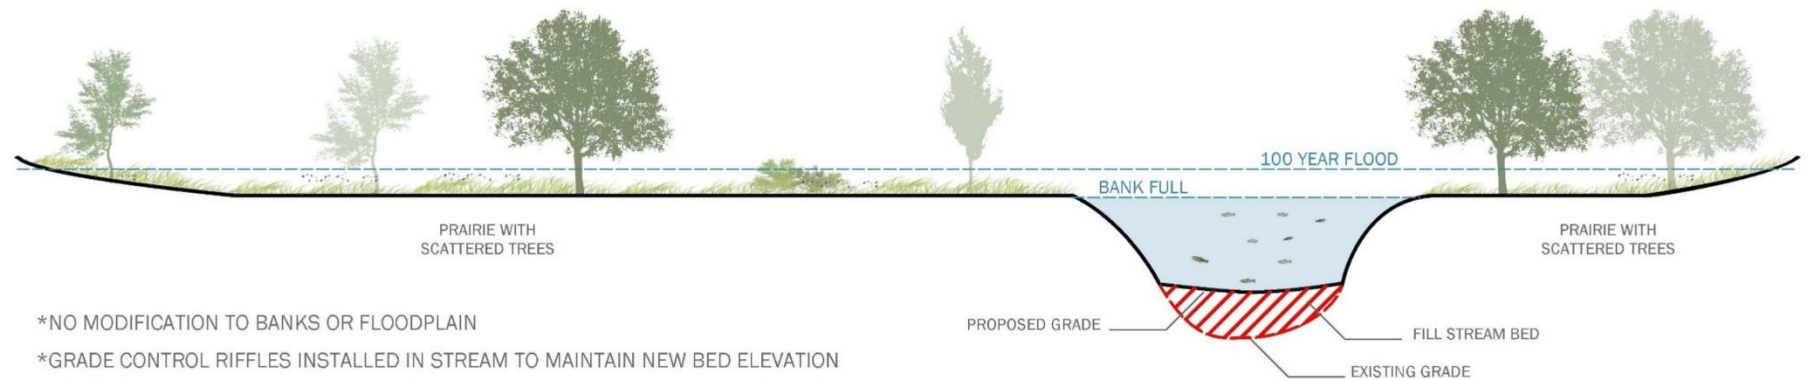 100 YEAR FLOOD
BANK FULL
PRAIRIE WITH
SCATTERED TREES
PRAIRIE WITH
SCATTERED TREES
*NO MODIFICATION TO BANKS OR FLOODPLAIN
*GRADE CONTROL RIFFLES INSTALLED IN STREAM TO MAINTAIN NEW BED ELEVATION
PROPOSED GRADE
FILL STREAM BED
EXISTING GRADE